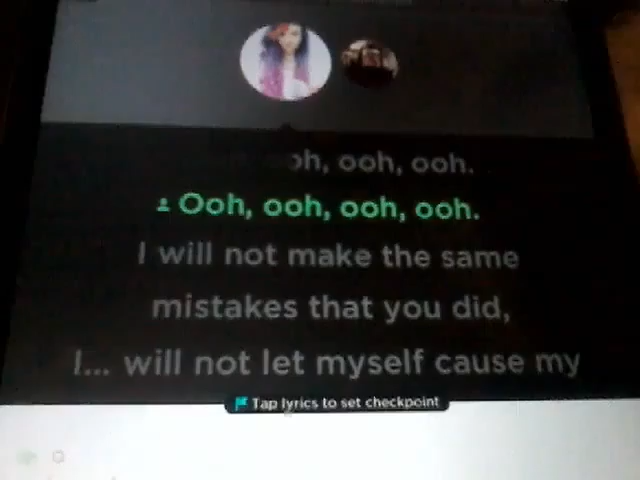 oh, ooh, ooh.
Ooh, ooh, ooh, ooh.
I will not make the same
mistakes that you did,
I... will not let myself cause my
Tap lyrics to set checkpoint